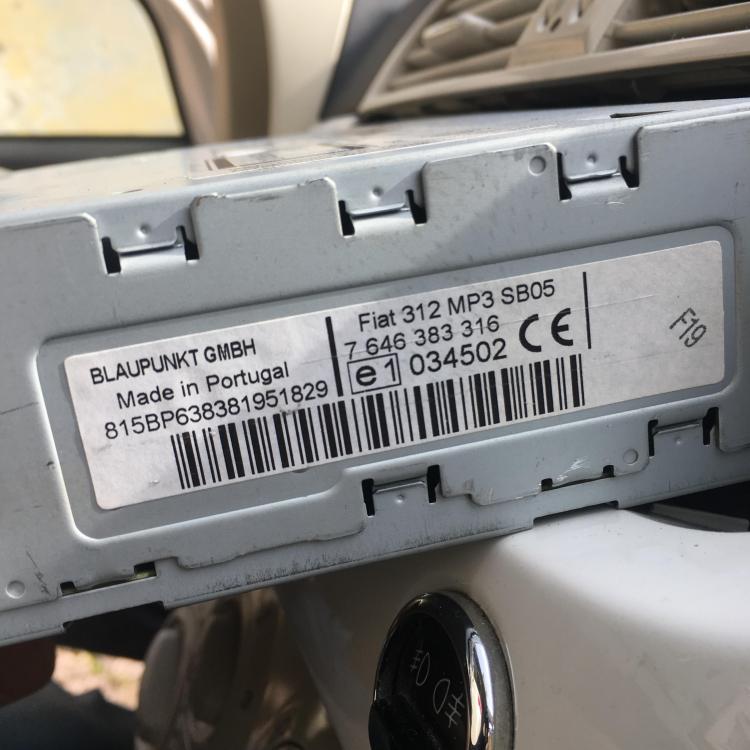 BLAUPUNKT GMBH
Made in Portugal
815BP638381951829
Fiat 312 MP3 SB05
7 646 383 316
e1 034502 CE
F19